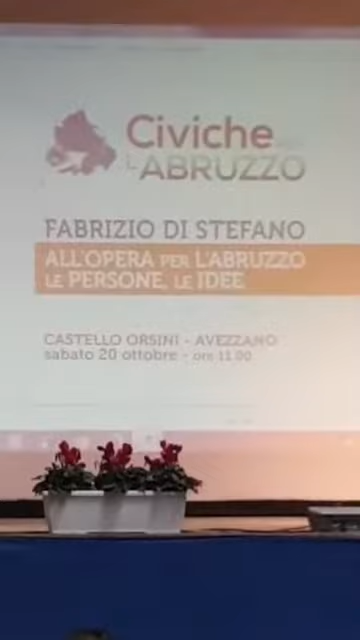 Civiche
L'ABRUZZO
FABRIZIO DI STEFANO
ALL'OPERA PER L'ABRUZZO
LE PERSONE, LE IDEE
CASTELLO ORSINI - AVEZZANO
sabato 20 ottobre - ore 11.00